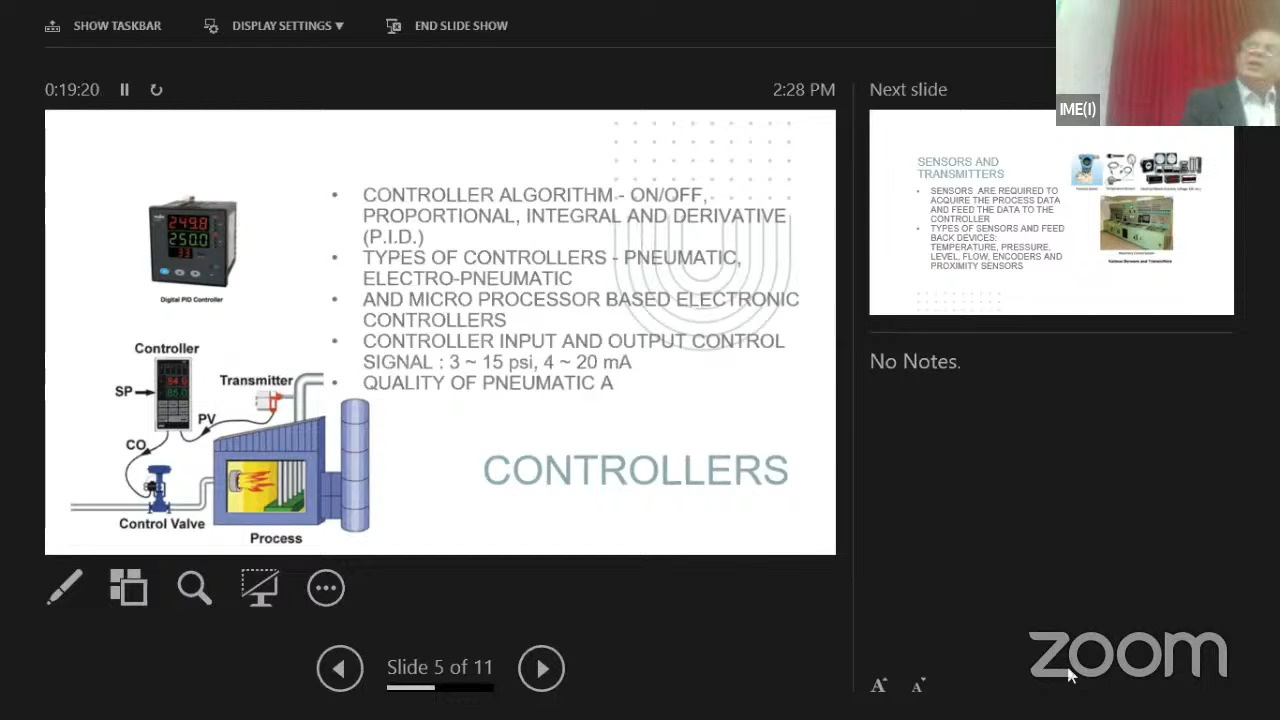 SHOW TASKBAR
DISPLAY SETTINGS ▼
END SLIDE SHOW
IME(I)
0:19:20
2:28 PM
Next slide
249.8
250.0
33
Digital PID Controller
• CONTROLLER ALGORITHM - ON/OFF,
PROPORTIONAL, INTEGRAL AND DERIVATIVE
(P.I.D.)
• TYPES OF CONTROLLERS - PNEUMATIC,
ELECTRO-PNEUMATIC
• AND MICRO PROCESSOR BASED ELECTRONIC
CONTROLLERS
• CONTROLLER INPUT AND OUTPUT CONTROL
SIGNAL : 3 ~ 15 psi, 4 ~ 20 mA
• QUALITY OF PNEUMATIC A
Controller
SP
Transmitter
PV
CO
Control Valve
Process
CONTROLLERS
SENSORS AND
TRANSMITTERS
• SENSORS ARE REQUIRED TO
ACQUIRE THE PROCESS DATA
AND FEED THE DATA TO THE
CONTROLLER
• TYPES OF SENSORS AND FEED
BACK DEVICES:
TEMPERATURE, PRESSURE,
LEVEL, FLOW, ENCODERS AND
PROXIMITY SENSORS
Various Sensors and Transmitters
No Notes.
Slide 5 of 11
A A
zoom